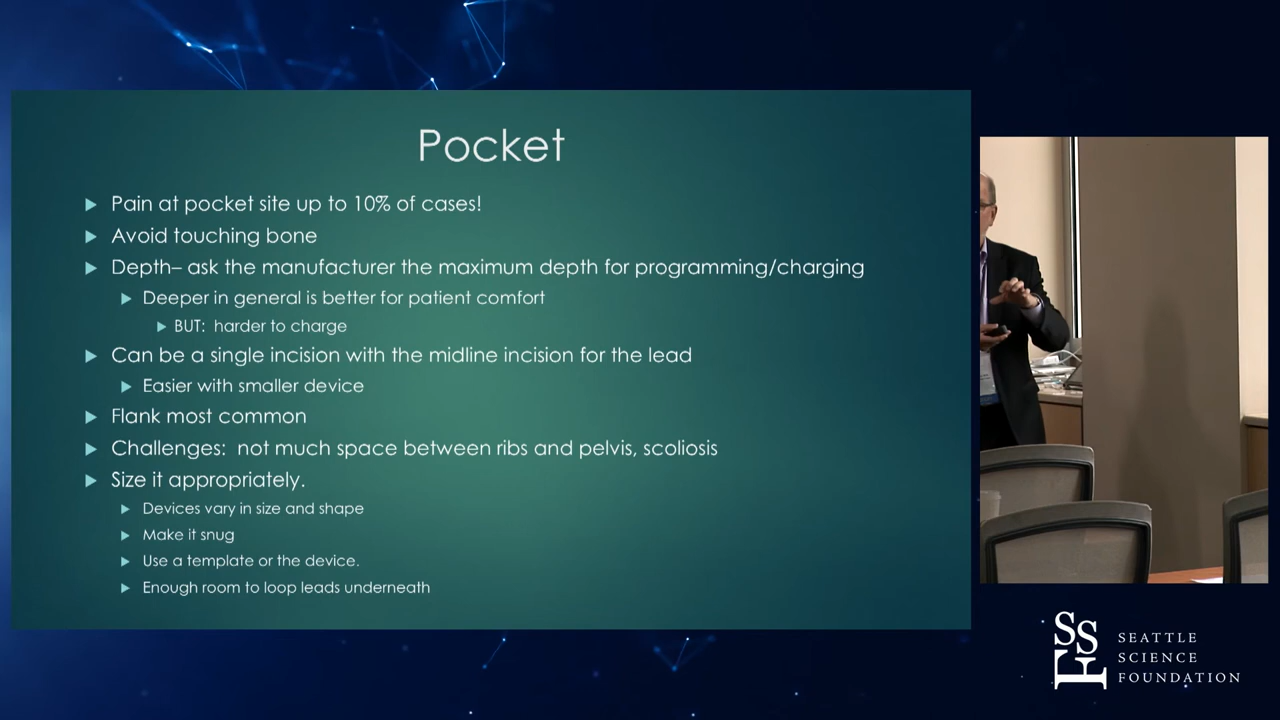 Pocket
Pain at pocket site up to 10% of cases!
Avoid touching bone
Depth– ask the manufacturer the maximum depth for programming/charging
Deeper in general is better for patient comfort
BUT: harder to charge
Can be a single incision with the midline incision for the lead
Easier with smaller device
Flank most common
Challenges: not much space between ribs and pelvis, scoliosis
Size it appropriately.
Devices vary in size and shape
Make it snug
Use a template or the device.
Enough room to loop leads underneath
SSF
SEATTLE
SCIENCE
FOUNDATION